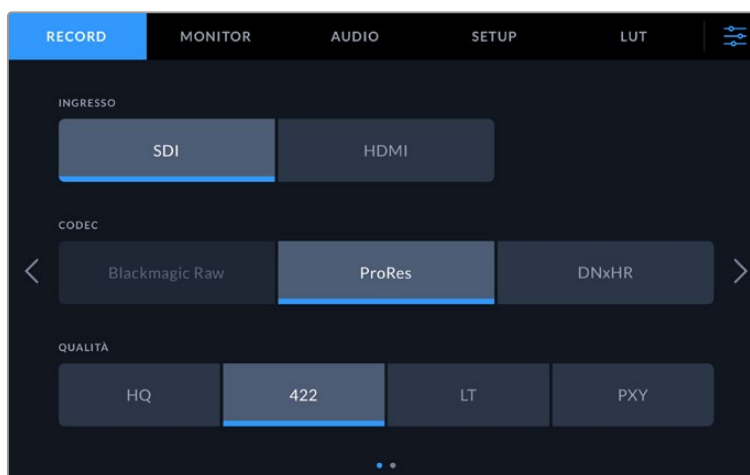 RECORD MONITOR AUDIO SETUP LUT
INGRESSO
SDI HDMI
CODEC
Blackmagic Raw ProRes DNxHR
QUALITÀ
HQ 422 LT PXY